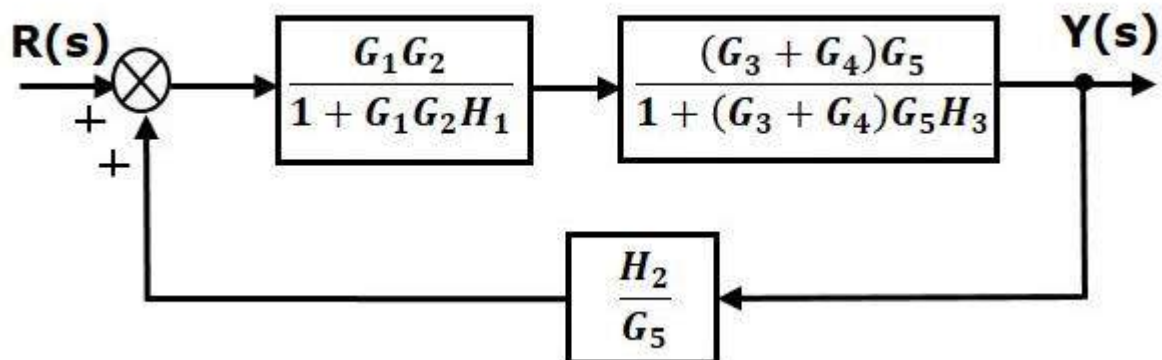 R(s)
+
+
G₁G₂
1 + G₁G₂H₁
(G₃ + G₄)G₅
1 + (G₃ + G₄)G₅H₃
Y(s)
H₂
G₅